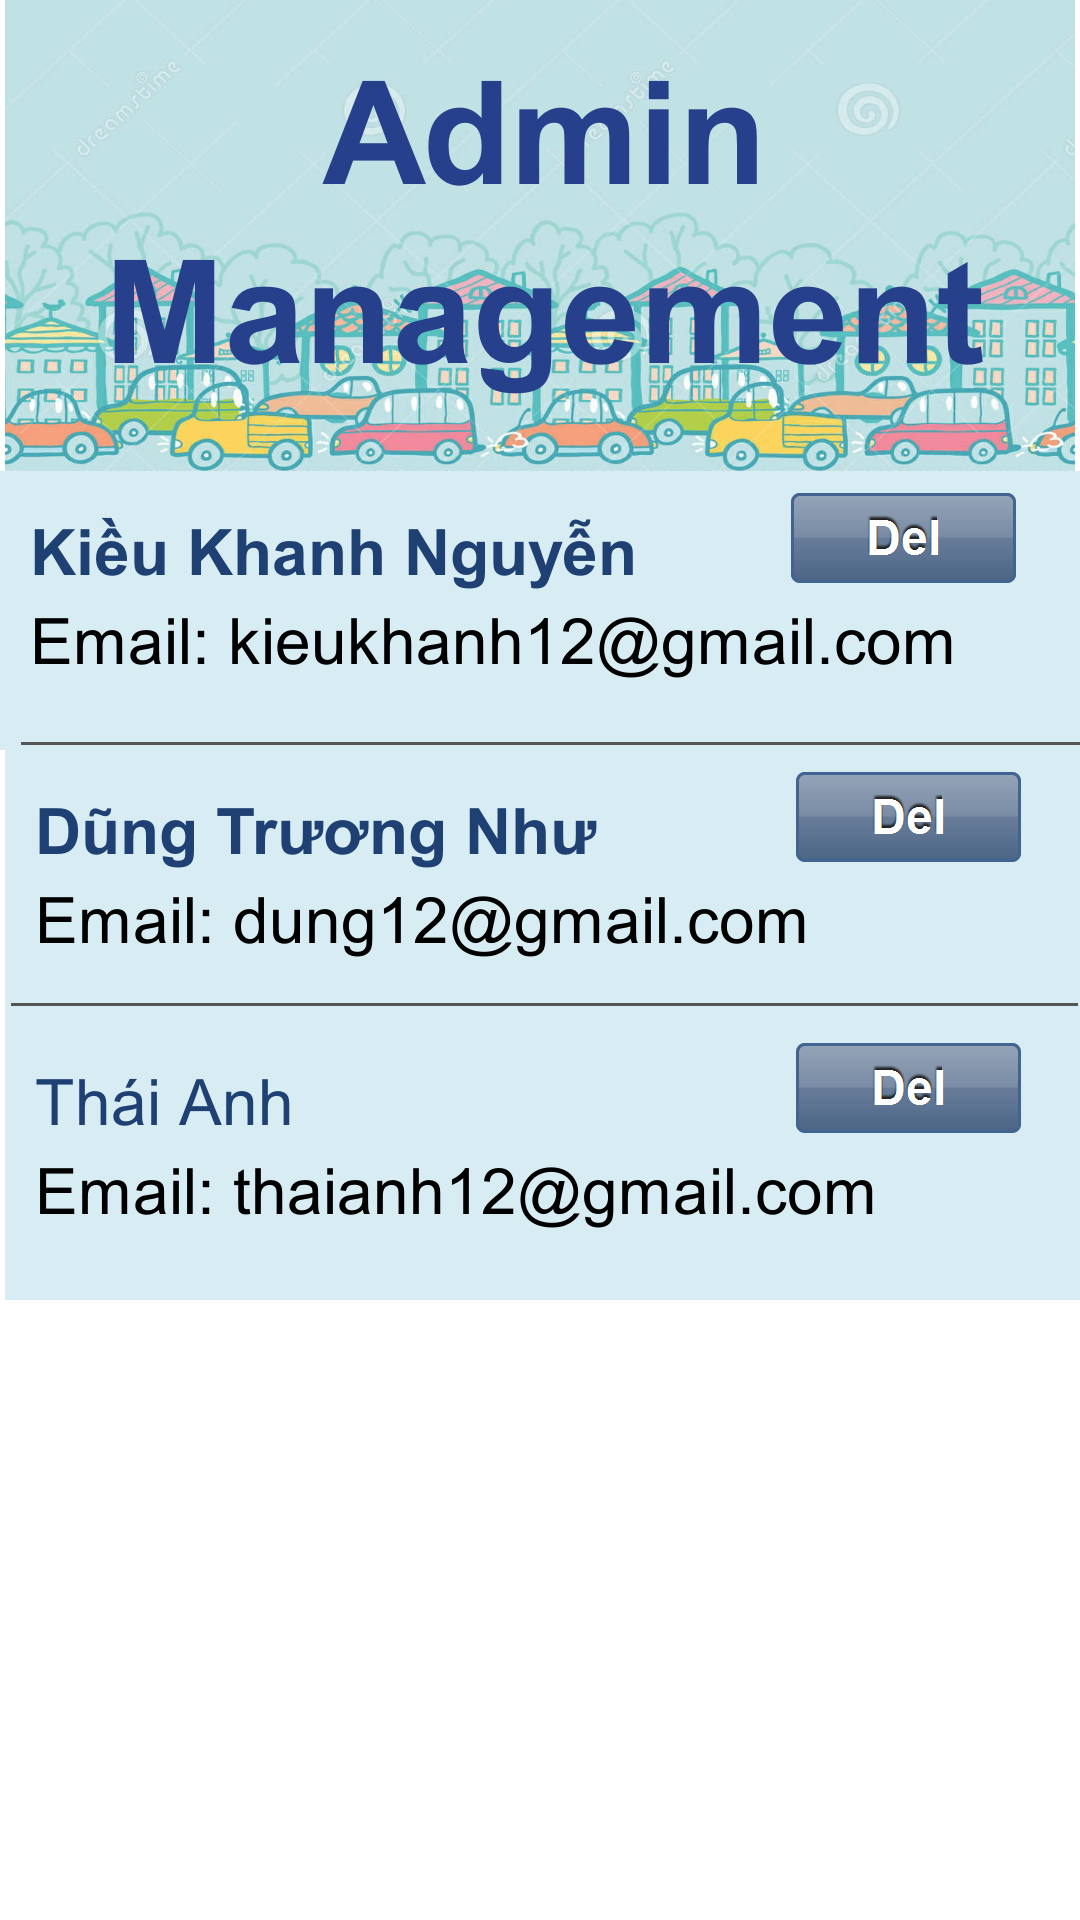 dreamstime
Admin
Management
Kiều Khanh Nguyễn
Del
Email: kieukhanh12@gmail.com
Dũng Trương Như
Del
Email: dung12@gmail.com
Thái Anh
Del
Email: thaianh12@gmail.com